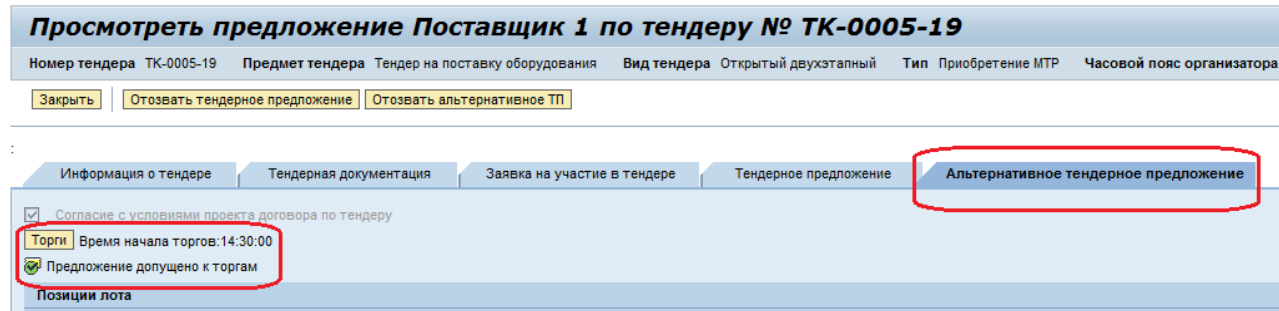 Просмотреть предложение Поставщик 1 по тендеру № ТК-0005-19
Номер тендера ТК-0005-19 Предмет тендера Тендер на поставку оборудования Вид тендера Открытый двухэтапный Тип Приобретение МТР Часовой пояс организатора
Закрыть Отозвать тендерное предложение Отозвать альтернативное ТП
:
Информация о тендере Тендерная документация Заявка на участие в тендере Тендерное предложение Альтернативное тендерное предложение
Согласие с условиями проекта договора по тендеру
Торги Время начала торгов:14:30:00
Предложение допущено к торгам
Позиции лота